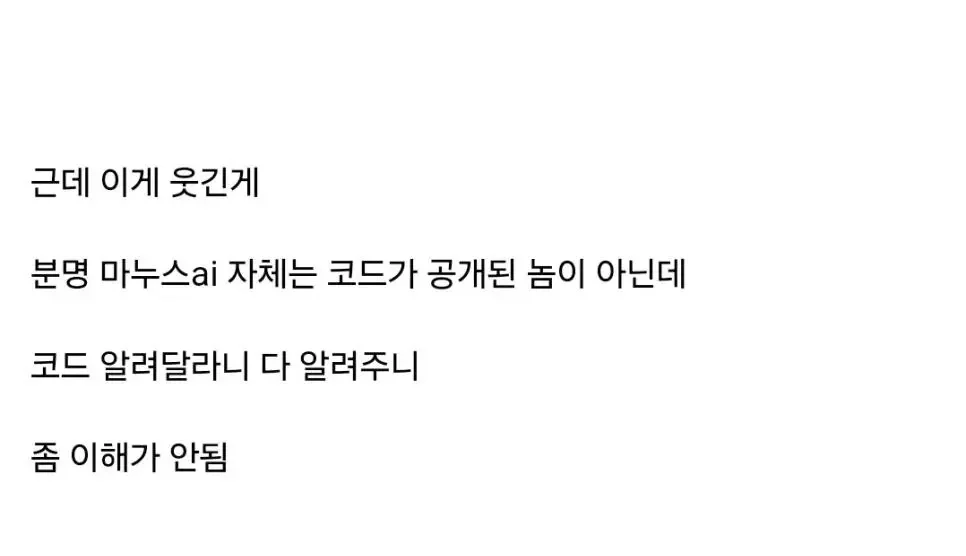 근데 이게 웃긴게
분명 마누스ai 자체는 코드가 공개된 놈이 아닌데
코드 알려달라니 다 알려주니
좀 이해가 안됨